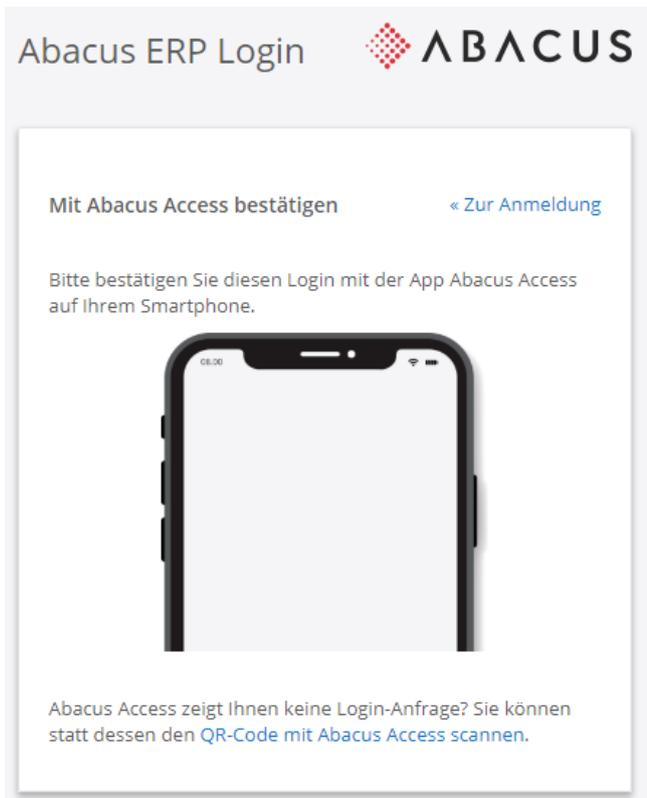 Abacus ERP Login
ABACUS
Mit Abacus Access bestätigen
« Zur Anmeldung
Bitte bestätigen Sie diesen Login mit der App Abacus Access
auf Ihrem Smartphone.
08:00
Abacus Access zeigt Ihnen keine Login-Anfrage? Sie können
statt dessen den QR-Code mit Abacus Access scannen.